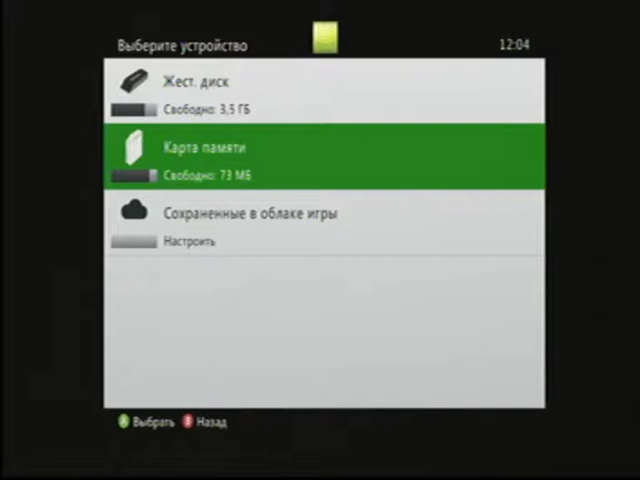 Выберите устройство 12:04
Жест. диск
Свободно: 3,5 ГБ
Карта памяти
Свободно: 73 МБ
Сохраненные в облаке игры
Настроить
A Выбрать B Назад